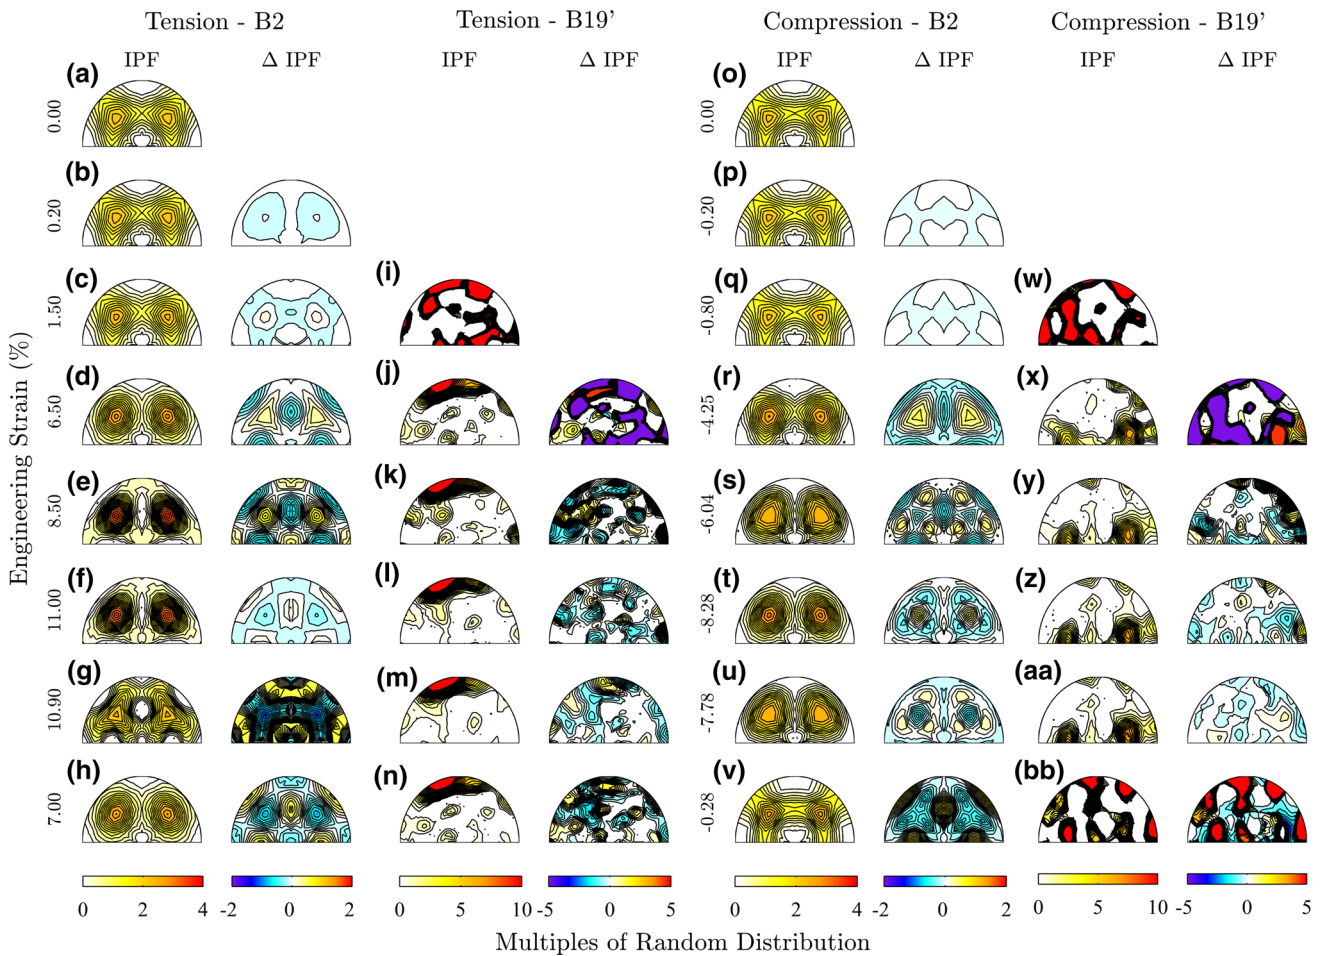 Tension - B2 Tension - B19' Compression - B2 Compression - B19'
IPF Δ IPF IPF Δ IPF IPF Δ IPF IPF Δ IPF
Engineering Strain (%)
(a) 0.00 (o) 0.00
(b) 0.20 (p) -0.20
(c) 1.50 (i) (q) -0.80 (w)
(d) 6.50 (j) (r) -4.25 (x)
(e) 8.50 (k) (s) -6.04 (y)
(f) 11.00 (l) (t) -8.28 (z)
(g) 10.90 (m) (u) -7.78 (aa)
(h) 7.00 (n) (v) -0.28 (bb)
0 2 4 -2 0 2 0 5 10 -5 0 5 0 2 4 -2 0 2 0 5 10 -5 0 5
Multiples of Random Distribution